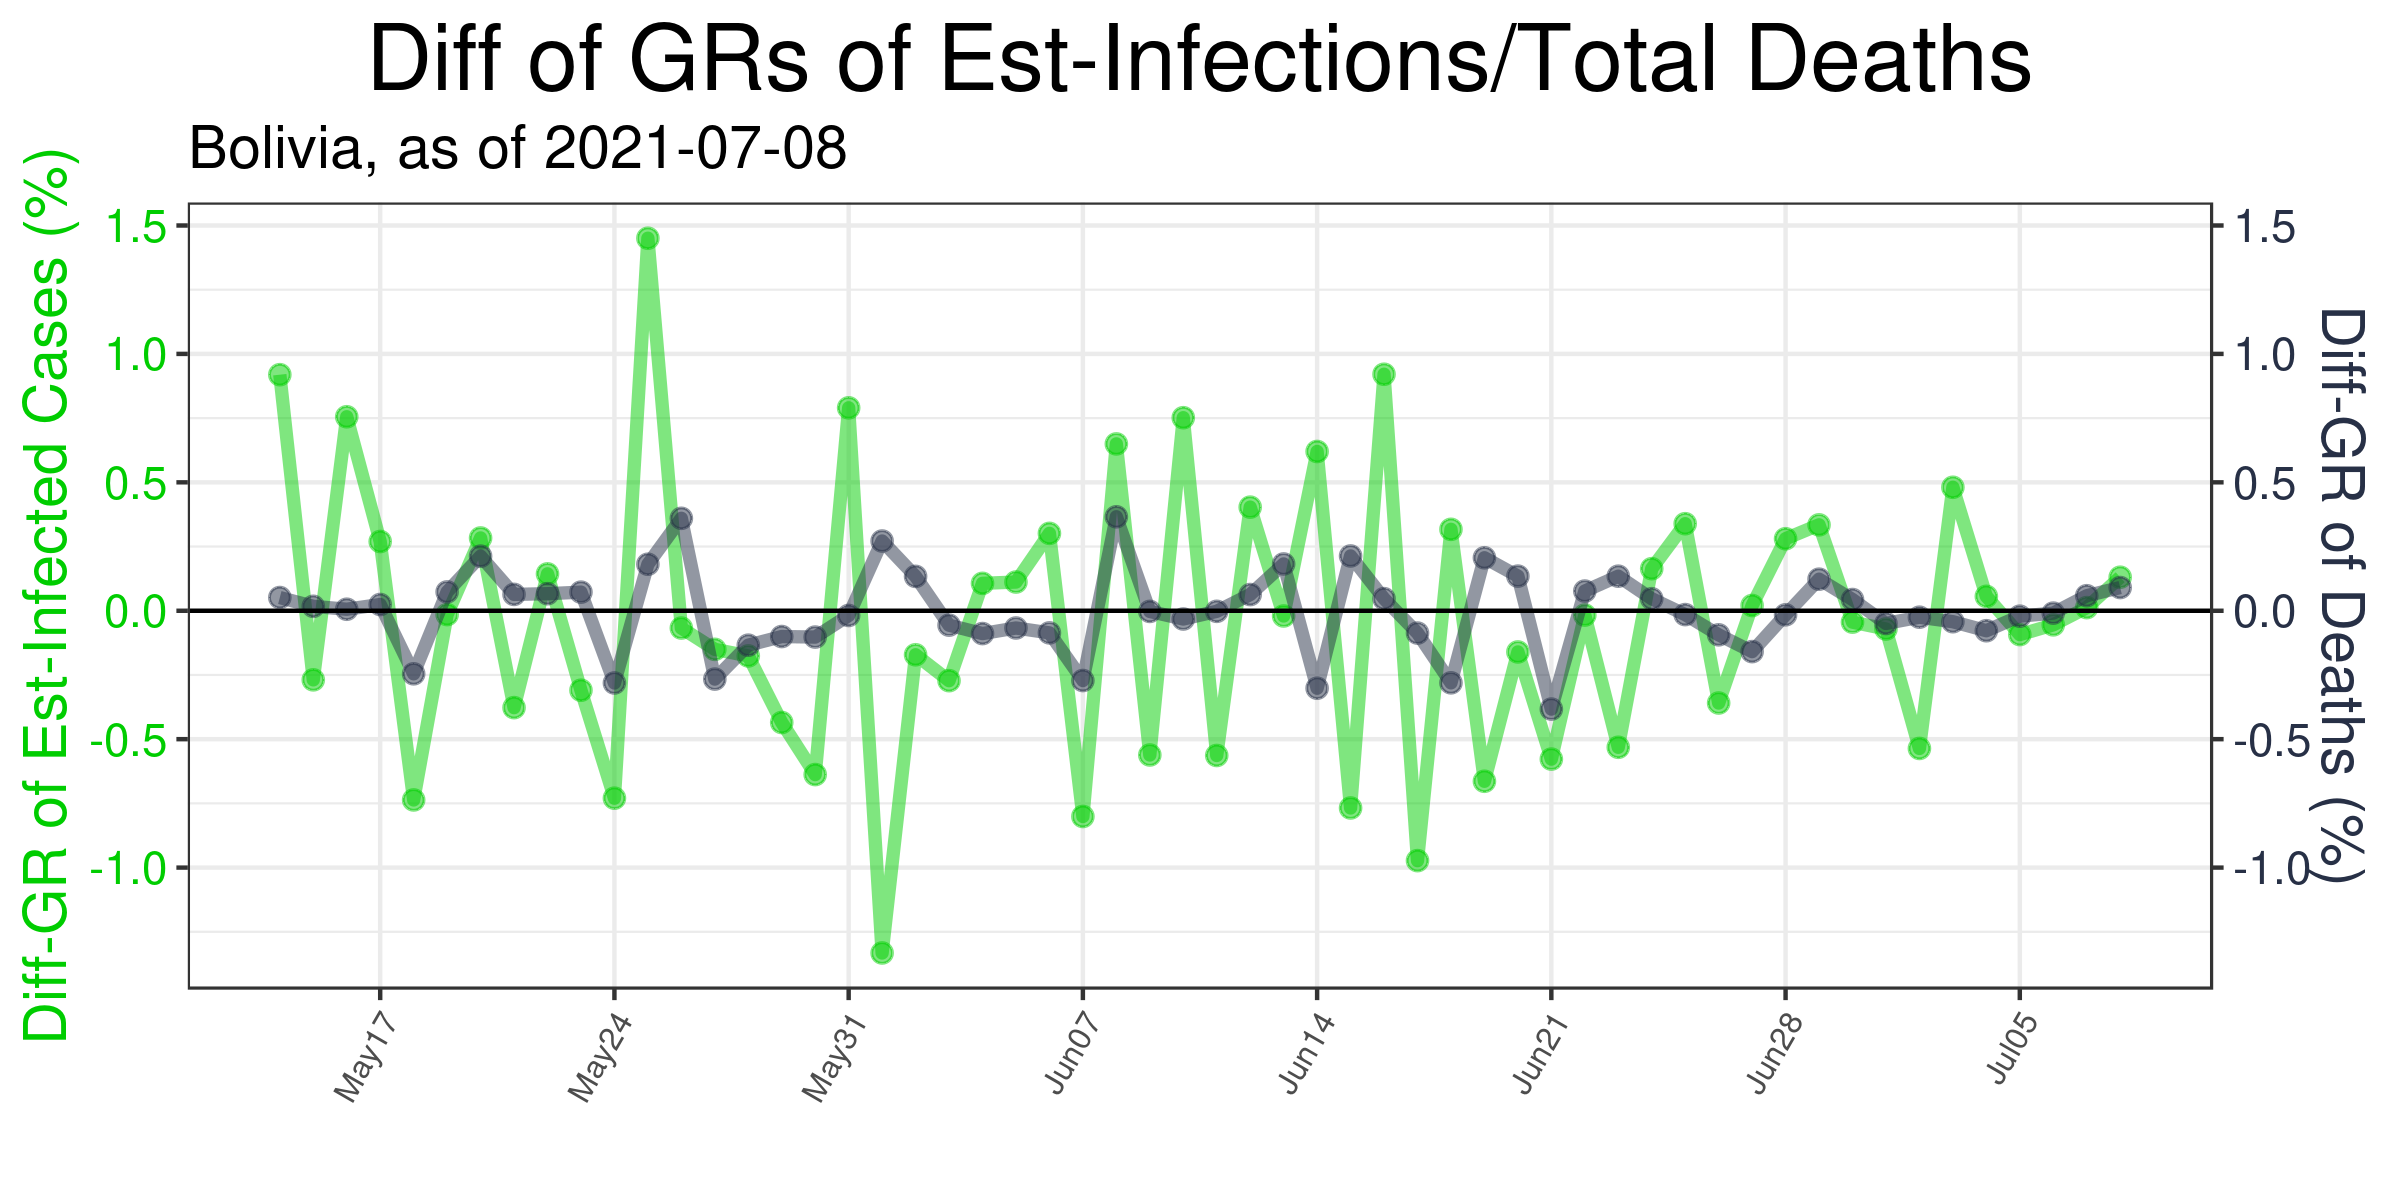 Diff of GRs of Est-Infections/Total Deaths
Bolivia, as of 2021-07-08
Diff-GR of Est-Infected Cases (%)
1.5
1.0
0.5
0.0
-0.5
-1.0
1.5
1.0
0.5
0.0
-0.5
-1.0
Diff-GR of Deaths (%)
May17
May24
May31
Jun07
Jun14
Jun21
Jun28
Jul05